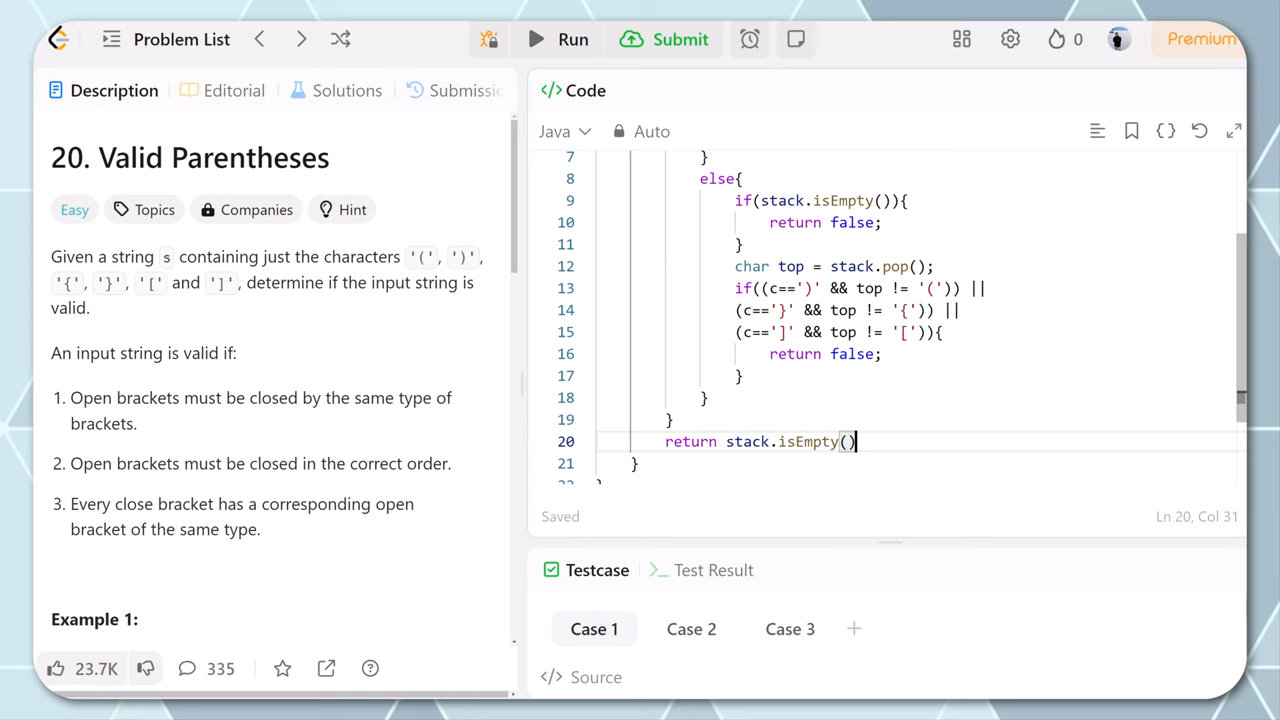 Problem List
Run
Submit
0
Premium
Description
Editorial
Solutions
Submissic
20. Valid Parentheses
Easy
Topics
Companies
Hint
Given a string s containing just the characters '(', ')',
'{', '}', '[' and ']', determine if the input string is
valid.
An input string is valid if:
1. Open brackets must be closed by the same type of
brackets.
2. Open brackets must be closed in the correct order.
3. Every close bracket has a corresponding open
bracket of the same type.
Example 1:
23.7K
335
</> Code
Java
Auto
7 }
8 else{
9 if(stack.isEmpty()){
10 return false;
11 }
12 char top = stack.pop();
13 if((c==')' && top != '(')) ||
14 (c=='}' && top != '{')) ||
15 (c==']' && top != '[')){
16 return false;
17 }
18 }
19 }
20 return stack.isEmpty()
21 }
22 }
Saved
Ln 20, Col 31
Testcase
Test Result
Case 1
Case 2
Case 3
</> Source